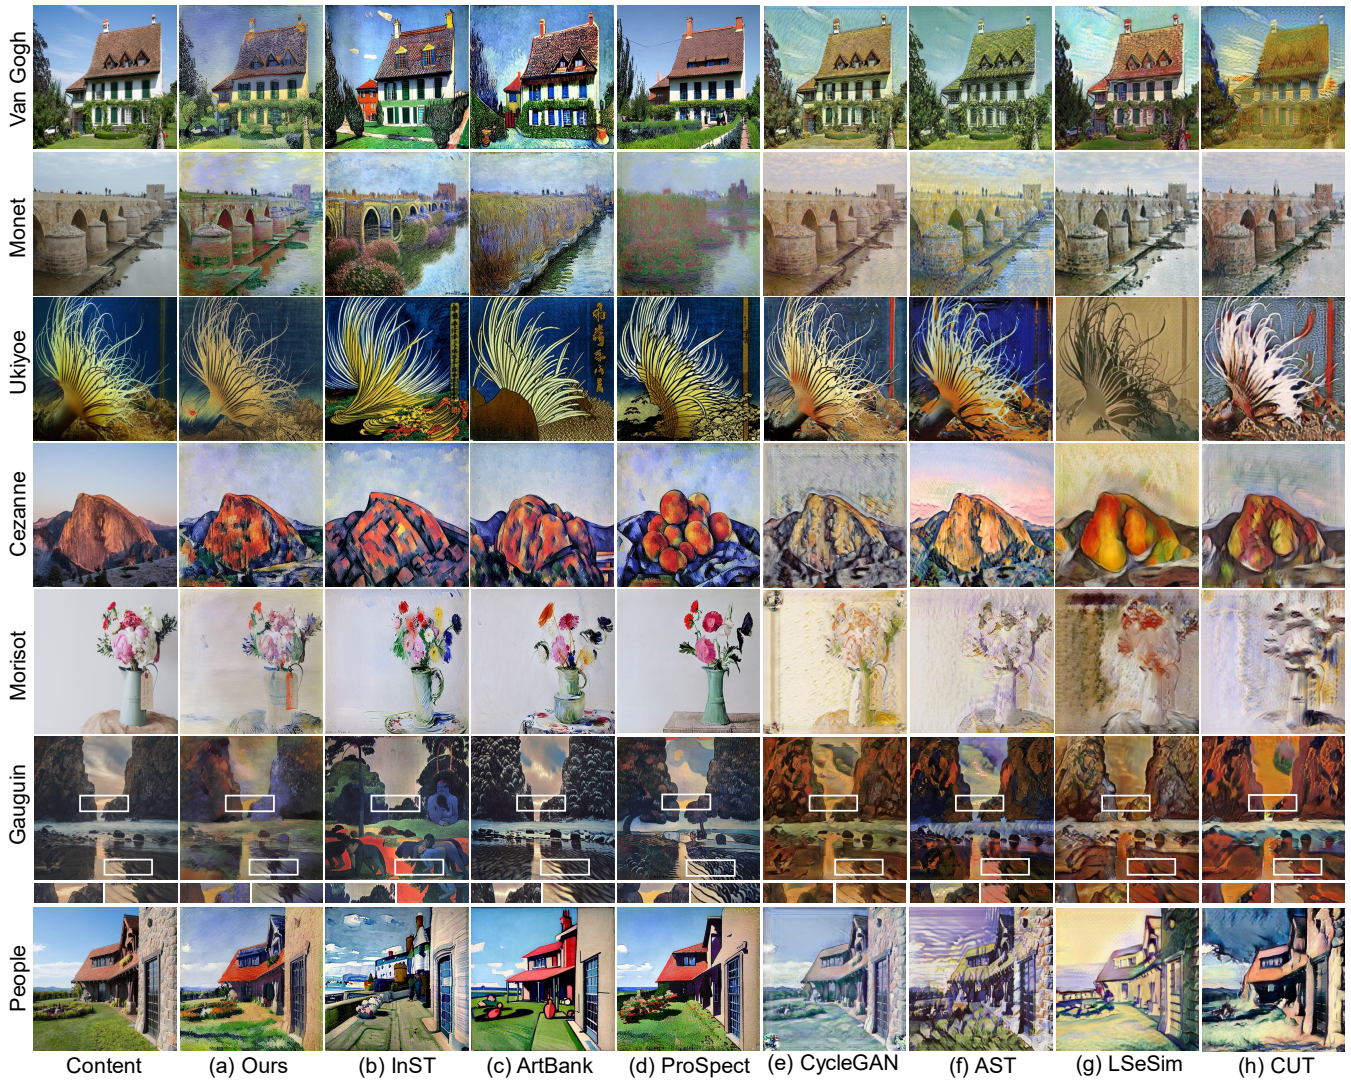 Van Gogh
Monet
Ukiyoe
Cezanne
Morisot
Gauguin
People
Content
(a) Ours
(b) InST
(c) ArtBank
(d) ProSpect
(e) CycleGAN
(f) AST
(g) LSeSim
(h) CUT